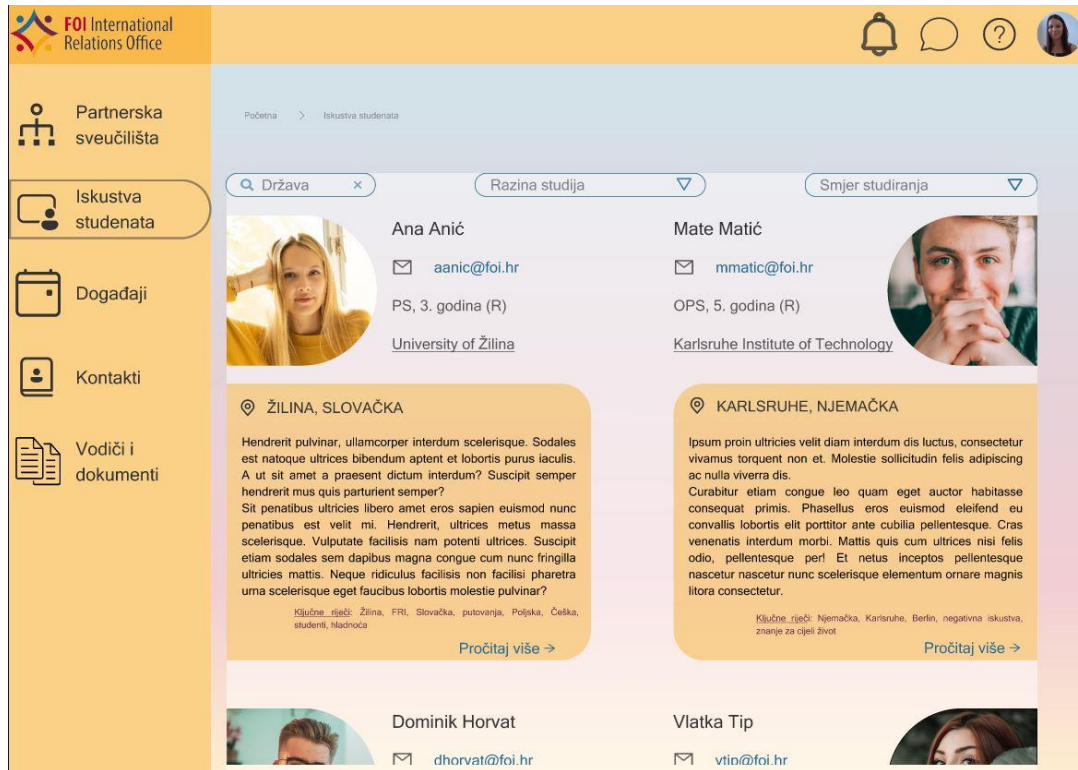 FOI International
Relations Office
Partnerska
sveučilišta
Iskustva
studenata
Događaji
Kontakti
Vodiči i
dokumenti
Početna > Iskustva studenata
Država ×
Razina studija
Smjer studiranja
Ana Anić
aanic@foi.hr
PS, 3. godina (R)
University of Žilina
Mate Matić
mmatic@foi.hr
OPS, 5. godina (R)
Karlsruhe Institute of Technology
ŽILINA, SLOVAČKA
Hendrerit pulvinar, ullamcorper interdum scelerisque. Sodales
est natoque ultrices bibendum aptent et lobortis purus iaculis.
A ut sit amet a praesent dictum interdum? Suscipit semper
hendrerit mus quis parturient semper?
Sit penatibus ultricies libero amet eros sapien euismod nunc
penatibus est velit mi. Hendrerit, ultrices metus massa
scelerisque. Vulputate facilisis nam potenti ultrices. Suscipit
etiam sodales sem dapibus magna congue cum nunc fringilla
ultricies mattis. Neque ridiculus facilisis non facilisi pharetra
urna scelerisque eget faucibus lobortis molestie pulvinar?
Ključne riječi: Žilina, FRI, Slovačka, putovanja, Poljska, Češka,
studenti, hladnoća
Pročitaj više →
KARLSRUHE, NJEMAČKA
Ipsum proin ultricies velit diam interdum dis luctus, consectetur
vivamus torquent non et. Molestie sollicitudin felis adipiscing
ac nulla viverra dis.
Curabitur etiam congue leo quam eget auctor habitasse
consequat primis. Phasellus eros euismod eleifend eu
convallis lobortis elit porttitor ante cubilia pellentesque. Cras
venenatis interdum morbi. Mattis quis cum ultrices nisi felis
odio, pellentesque per! Et netus inceptos pellentesque
nascetur nascetur nunc scelerisque elementum ornare magnis
litora consectetur.
Ključne riječi: Njemačka, Karlsruhe, Berlin, negativna iskustva,
znanje za cijeli život
Pročitaj više →
Dominik Horvat
dhorvat@foi.hr
Vlatka Tip
vtip@foi.hr